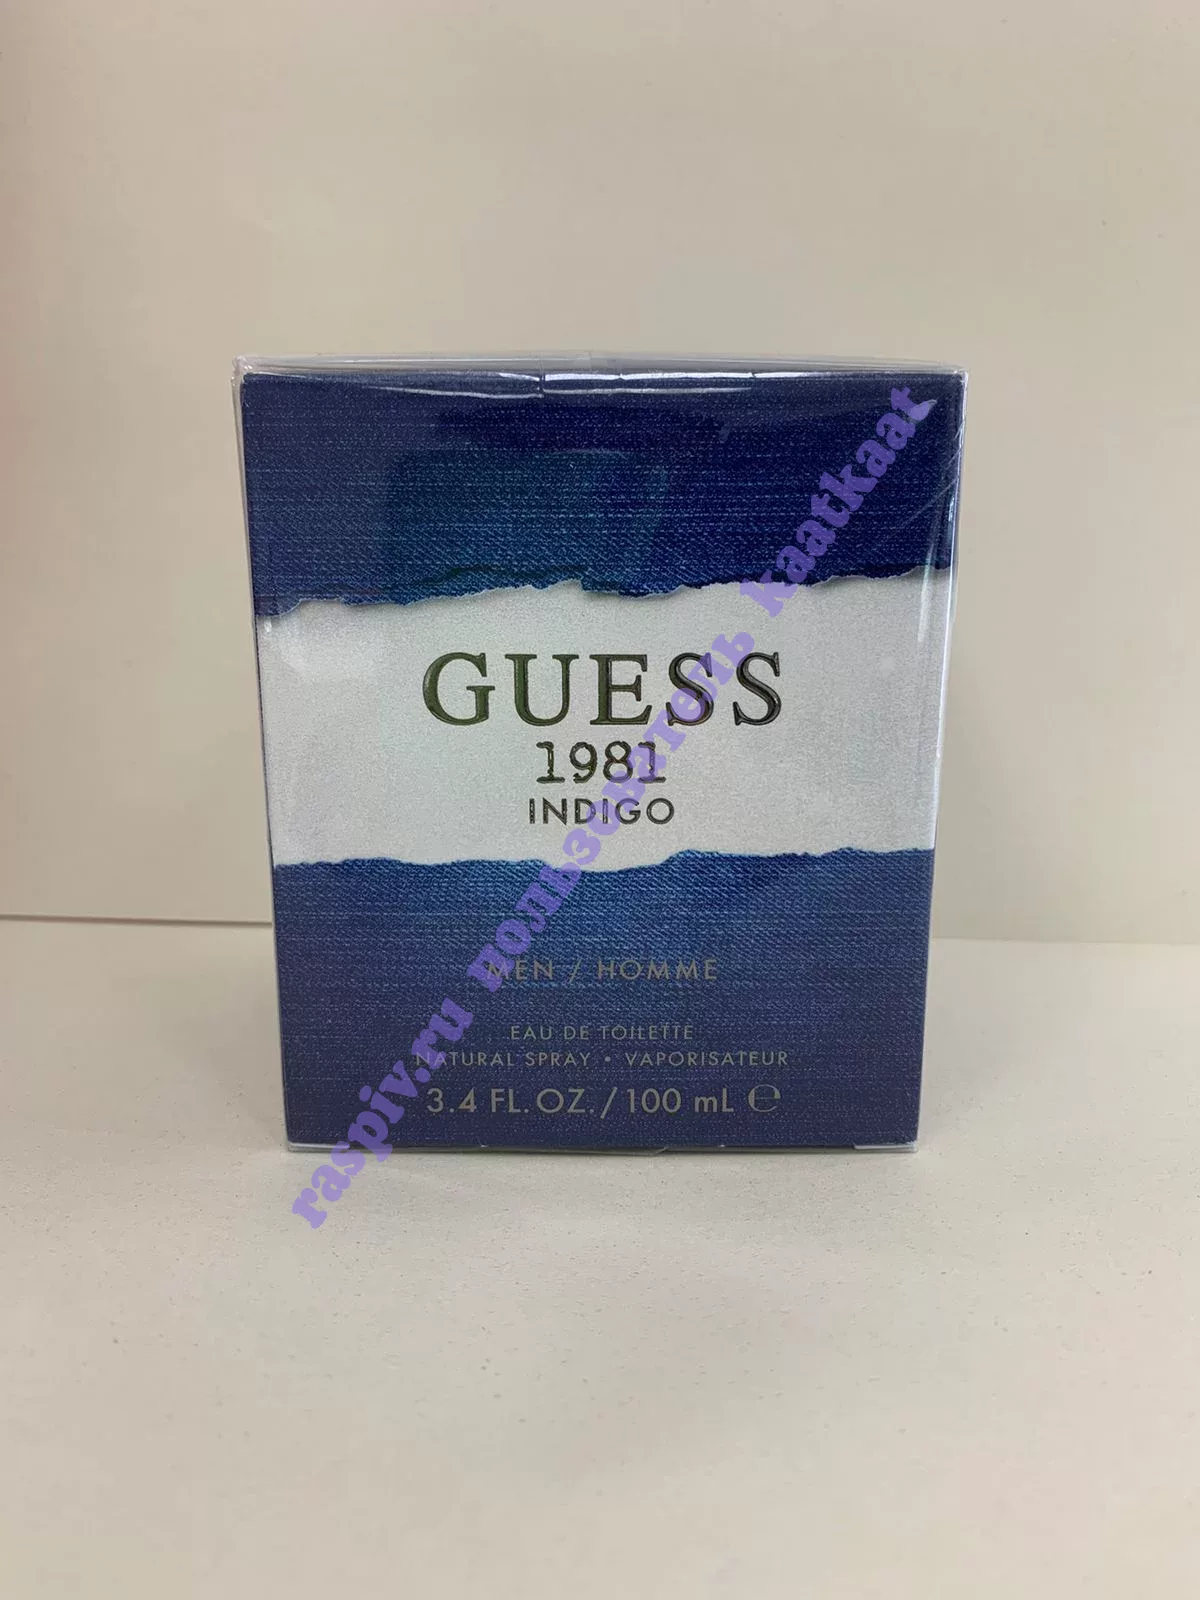 GUESS
1981
INDIGO
MEN / HOMME
EAU DE TOILETTE
NATURAL SPRAY • VAPORISATEUR
3.4 FL. OZ. / 100 mL ℮
raspiv.ru пользователь kaatkaat